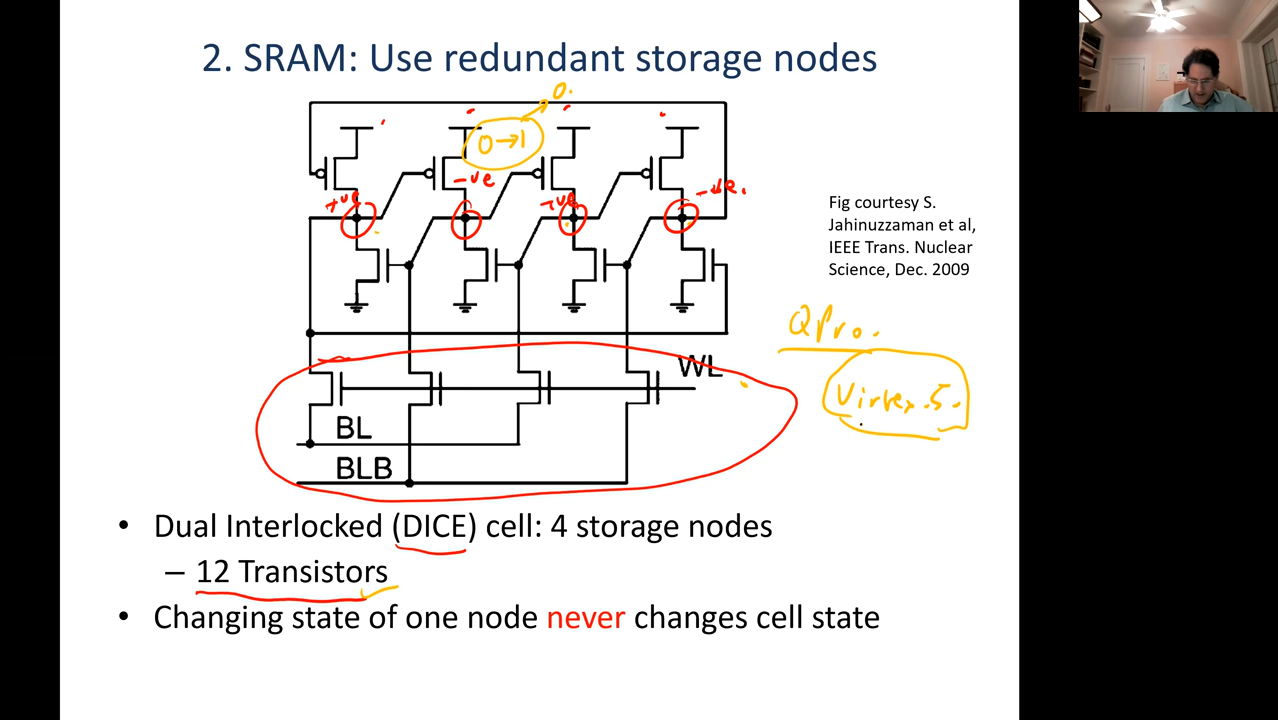 2. SRAM: Use redundant storage nodes
0.
0→1
+ve
-ve
+ve
-ve.
Fig courtesy S.
Jahinuzzaman et al,
IEEE Trans. Nuclear
Science, Dec. 2009
QPro.
Virtex.5.
WL
BL
BLB
• Dual Interlocked (DICE) cell: 4 storage nodes
– 12 Transistors
• Changing state of one node never changes cell state